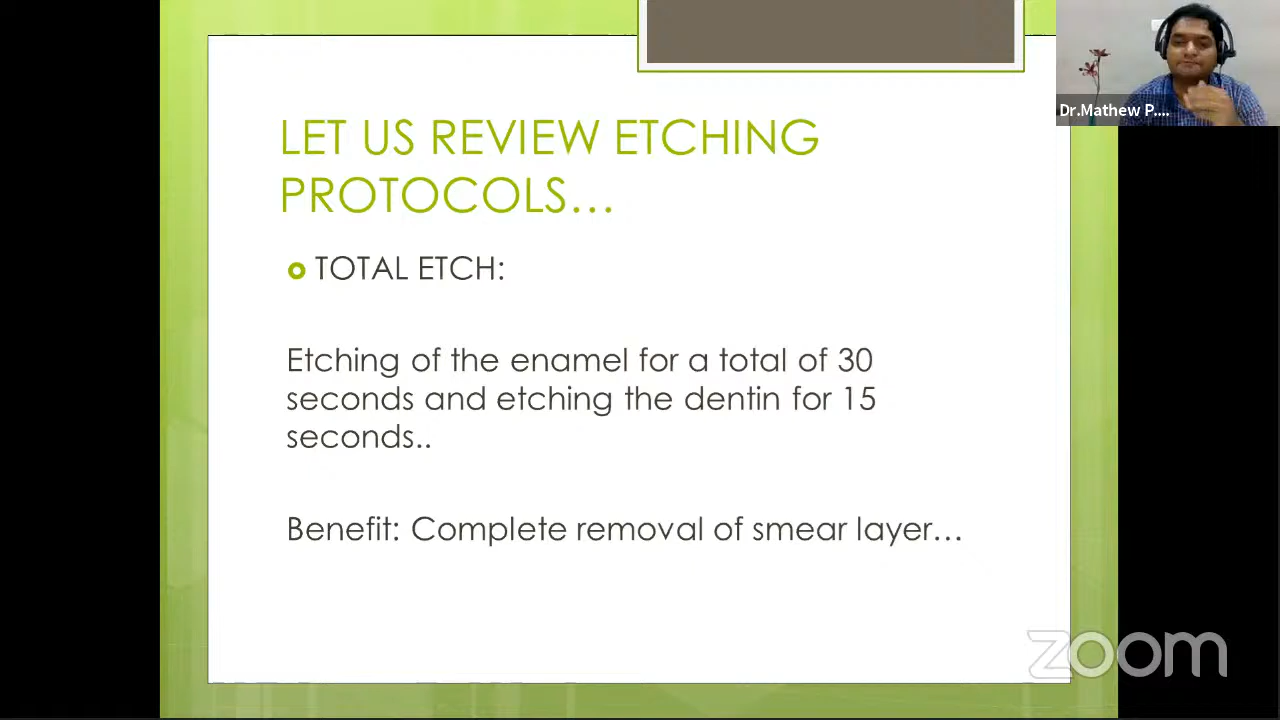 Dr.Mathew P....
LET US REVIEW ETCHING
PROTOCOLS...
TOTAL ETCH:
Etching of the enamel for a total of 30
seconds and etching the dentin for 15
seconds..
Benefit: Complete removal of smear layer...
zoom